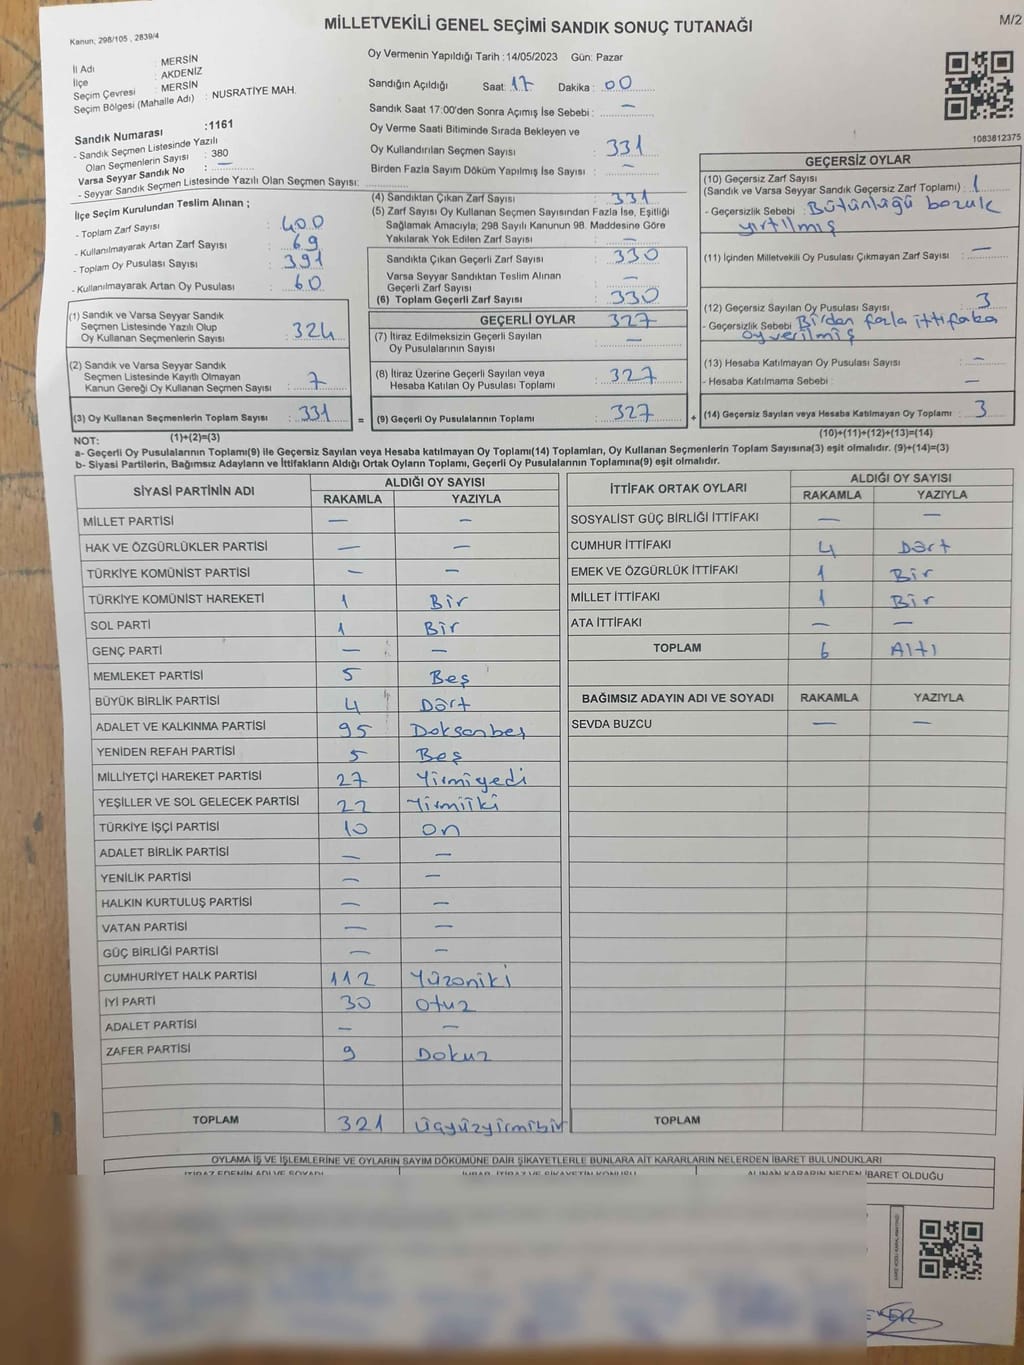 MİLLETVEKİLİ GENEL SEÇİMİ SANDIK SONUÇ TUTANAĞI
M/2
Kanun; 298/105 , 2839/4
İl Adı : MERSİN
İlçe : AKDENİZ
Seçim Çevresi : MERSİN
Seçim Bölgesi (Mahalle Adı) : NUSRATİYE MAH.
Sandık Numarası :1161
- Sandık Seçmen Listesinde Yazılı
Olan Seçmenlerin Sayısı : 380
Varsa Seyyar Sandık No : —
- Seyyar Sandık Seçmen Listesinde Yazılı Olan Seçmen Sayısı:
İlçe Seçim Kurulundan Teslim Alınan ;
- Toplam Zarf Sayısı : 400
- Kullanılmayarak Artan Zarf Sayısı : 69
- Toplam Oy Pusulası Sayısı : 391
- Kullanılmayarak Artan Oy Pusulası : 60
(1) Sandık ve Varsa Seyyar Sandık
Seçmen Listesinde Yazılı Olup
Oy Kullanan Seçmenlerin Sayısı : 324
(2) Sandık ve Varsa Seyyar Sandık
Seçmen Listesinde Kayıtlı Olmayan
Kanun Gereği Oy Kullanan Seçmen Sayısı : 7
(3) Oy Kullanan Seçmenlerin Toplam Sayısı : 331 =
(1)+(2)=(3)
Oy Vermenin Yapıldığı Tarih : 14/05/2023 Gün: Pazar
Sandığın Açıldığı Saat: 17 Dakika : 00
Sandık Saat 17:00'den Sonra Açımış İse Sebebi : —
Oy Verme Saati Bitiminde Sırada Bekleyen ve
Oy Kullandırılan Seçmen Sayısı : 331
Birden Fazla Sayım Döküm Yapılmış İse Sayısı : —
(4) Sandıktan Çıkan Zarf Sayısı : 331
(5) Zarf Sayısı Oy Kullanan Seçmen Sayısından Fazla İse, Eşitliği
Sağlamak Amacıyla; 298 Sayılı Kanunun 98. Maddesine Göre
Yakılarak Yok Edilen Zarf Sayısı : —
Sandıkta Çıkan Geçerli Zarf Sayısı : 330
Varsa Seyyar Sandıktan Teslim Alınan
Geçerli Zarf Sayısı : —
(6) Toplam Geçerli Zarf Sayısı : 330
GEÇERLİ OYLAR 327
(7) İtiraz Edilmeksizin Geçerli Sayılan
Oy Pusulalarının Sayısı : —
(8) İtiraz Üzerine Geçerli Sayılan veya
Hesaba Katılan Oy Pusulası Toplamı : 327
(9) Geçerli Oy Pusulalarının Toplamı : 327 +
1083612375
GEÇERSİZ OYLAR
(10) Geçersiz Zarf Sayısı
(Sandık ve Varsa Seyyar Sandık Geçersiz Zarf Toplamı) : 1
- Geçersizlik Sebebi : Bütünlüğü bozuk
yırtılmış
(11) İçinden Milletvekili Oy Pusulası Çıkmayan Zarf Sayısı : —
(12) Geçersiz Sayılan Oy Pusulası Sayısı : 3
- Geçersizlik Sebebi : Birden fazla ittifaka
oy verilmiş
(13) Hesaba Katılmayan Oy Pusulası Sayısı : —
- Hesaba Katılmama Sebebi : —
(14) Geçersiz Sayılan veya Hesaba Katılmayan Oy Toplamı : 3
(10)+(11)+(12)+(13)=(14)
NOT:
a- Geçerli Oy Pusulalarının Toplamı(9) ile Geçersiz Sayılan veya Hesaba katılmayan Oy Toplamı(14) Toplamları, Oy Kullanan Seçmenlerin Toplam Sayısına(3) eşit olmalıdır. (9)+(14)=(3)
b- Siyasi Partilerin, Bağımsız Adayların ve İttifakların Aldığı Ortak Oyların Toplamı, Geçerli Oy Pusulalarının Toplamına(9) eşit olmalıdır.
SİYASİ PARTİNİN ADI ALDIĞI OY SAYISI
RAKAMLA YAZIYLA
MİLLET PARTİSİ — —
HAK VE ÖZGÜRLÜKLER PARTİSİ — —
TÜRKİYE KOMÜNİST PARTİSİ — —
TÜRKİYE KOMÜNİST HAREKETİ 1 Bir
SOL PARTİ 1 Bir
GENÇ PARTİ — —
MEMLEKET PARTİSİ 5 Beş
BÜYÜK BİRLİK PARTİSİ 4 Dört
ADALET VE KALKINMA PARTİSİ 95 Doksanbeş
YENİDEN REFAH PARTİSİ 5 Beş
MİLLİYETÇİ HAREKET PARTİSİ 27 Yirmiyedi
YEŞİLLER VE SOL GELECEK PARTİSİ 22 Yirmiiki
TÜRKİYE İŞÇİ PARTİSİ 10 On
ADALET BİRLİK PARTİSİ — —
YENİLİK PARTİSİ — —
HALKIN KURTULUŞ PARTİSİ — —
VATAN PARTİSİ — —
GÜÇ BİRLİĞİ PARTİSİ — —
CUMHURİYET HALK PARTİSİ 112 Yüzoniki
İYİ PARTİ 30 Otuz
ADALET PARTİSİ — —
ZAFER PARTİSİ 9 Dokuz
TOPLAM 321 Üçyüzyirmibir
İTTİFAK ORTAK OYLARI ALDIĞI OY SAYISI
RAKAMLA YAZIYLA
SOSYALİST GÜÇ BİRLİĞİ İTTİFAKI — —
CUMHUR İTTİFAKI 4 Dört
EMEK VE ÖZGÜRLÜK İTTİFAKI 1 Bir
MİLLET İTTİFAKI 1 Bir
ATA İTTİFAKI — —
TOPLAM 6 Altı
BAĞIMSIZ ADAYIN ADI VE SOYADI RAKAMLA YAZIYLA
SEVDA BUZCU — —
TOPLAM
OYLAMA İŞ VE İŞLEMLERİNE VE OYLARIN SAYIM DÖKÜMÜNE DAİR ŞİKAYETLERLE BUNLARA AİT KARARLARIN NELERDEN İBARET BULUNDUKLARI
İTİRAZ EDENİN ADI VE SOYADI İHBAR, İTİRAZ VE ŞİKAYETİN KONUSU ALINAN KARARIN NEDEN İBARET OLDUĞU